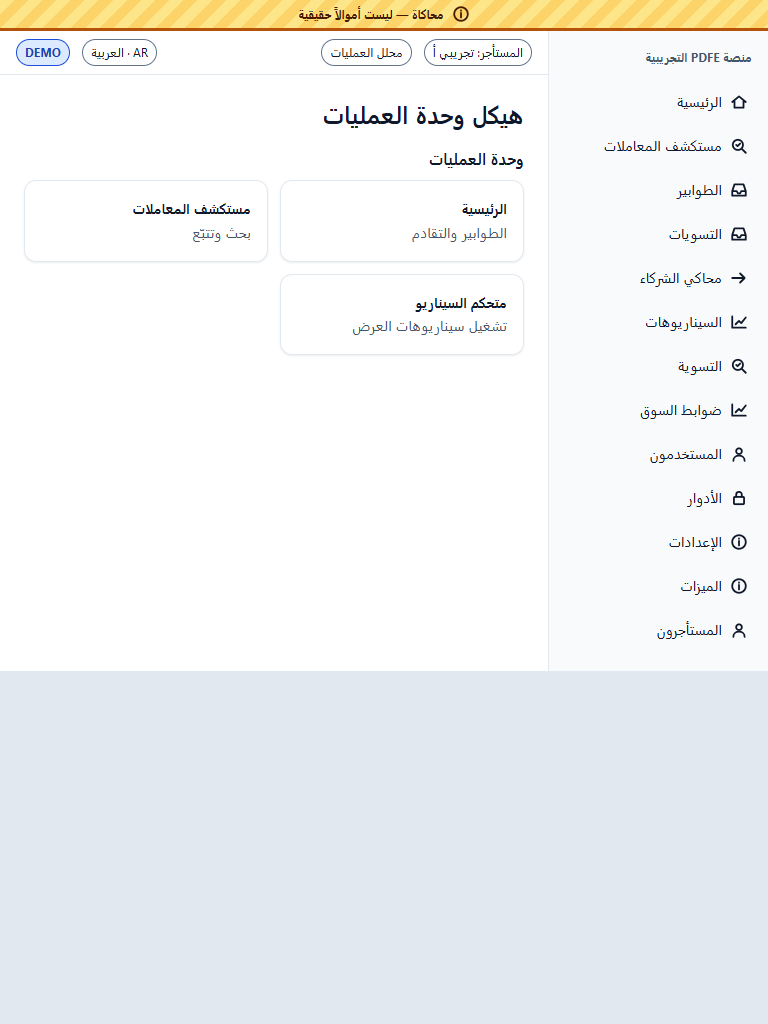 محاكاة — ليست أموالاً حقيقية
منصة PDFE التجريبية
الرئيسية
مستكشف المعاملات
الطوابير
التسويات
محاكي الشركاء
السيناريوهات
التسوية
ضوابط السوق
المستخدمون
الأدوار
الإعدادات
الميزات
المستأجرون
المستأجر: تجريبي أ
محلل العمليات
AR · العربية
DEMO
هيكل وحدة العمليات
وحدة العمليات
الرئيسية
الطوابير والتقادم
مستكشف المعاملات
بحث وتتبّع
متحكم السيناريو
تشغيل سيناريوهات العرض